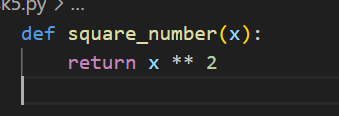 k5.py > ...
def square_number(x):
    return x ** 2